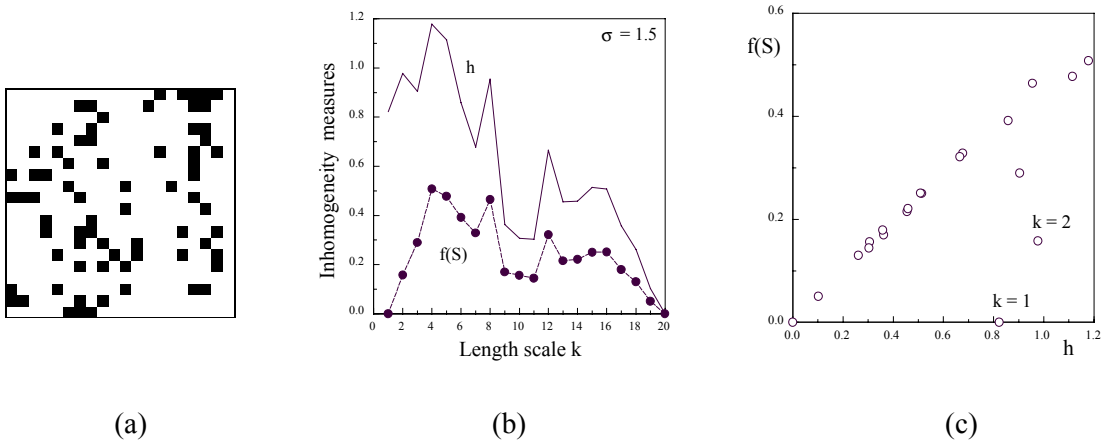 1.2
1.0
0.8
0.6
0.4
0.2
0.0
Inhomogeneity measures
σ = 1.5
h
f(S)
0 2 4 6 8 10 12 14 16 18 20
Length scale k
0.6
f(S)
0.4
0.2
0.0
k = 2
k = 1
0.0 0.2 0.4 0.6 0.8 1.0 1.2
h
(a)
(b)
(c)